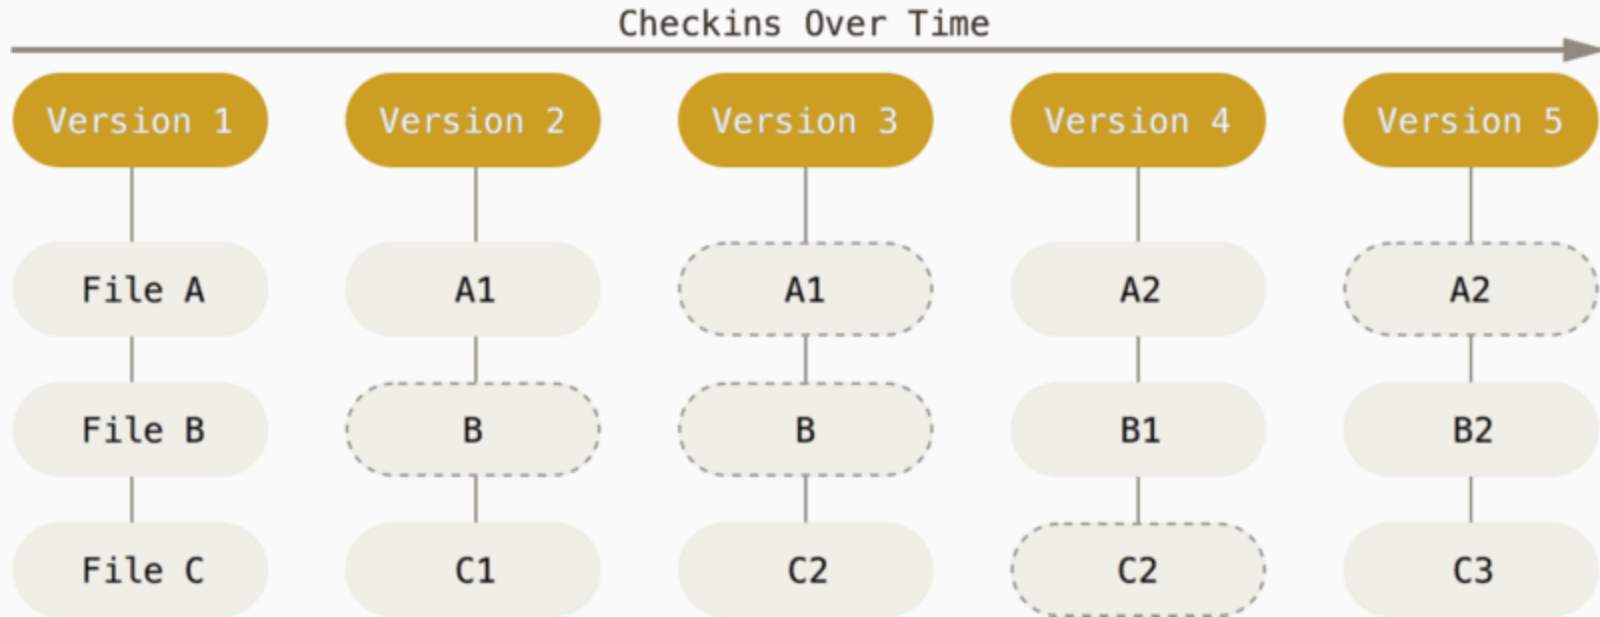 Checkins Over Time
Version 1 Version 2 Version 3 Version 4 Version 5
File A A1 A1 A2 A2
File B B B B1 B2
File C C1 C2 C2 C3